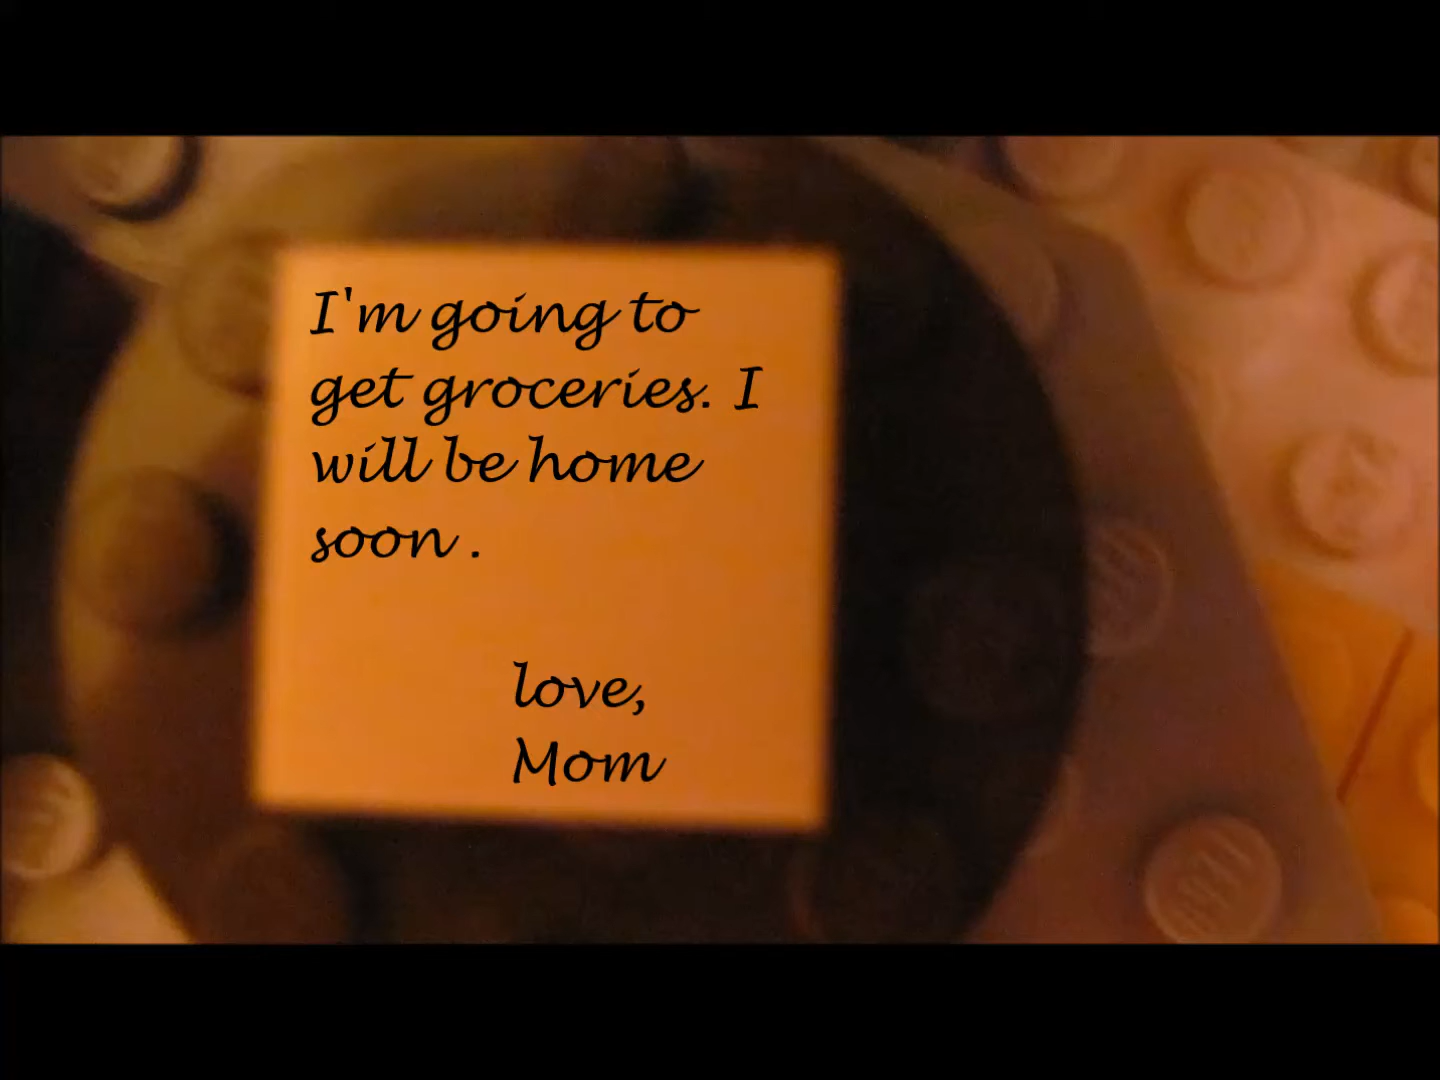 I'm going to
get groceries. I
will be home
soon .
love,
Mom